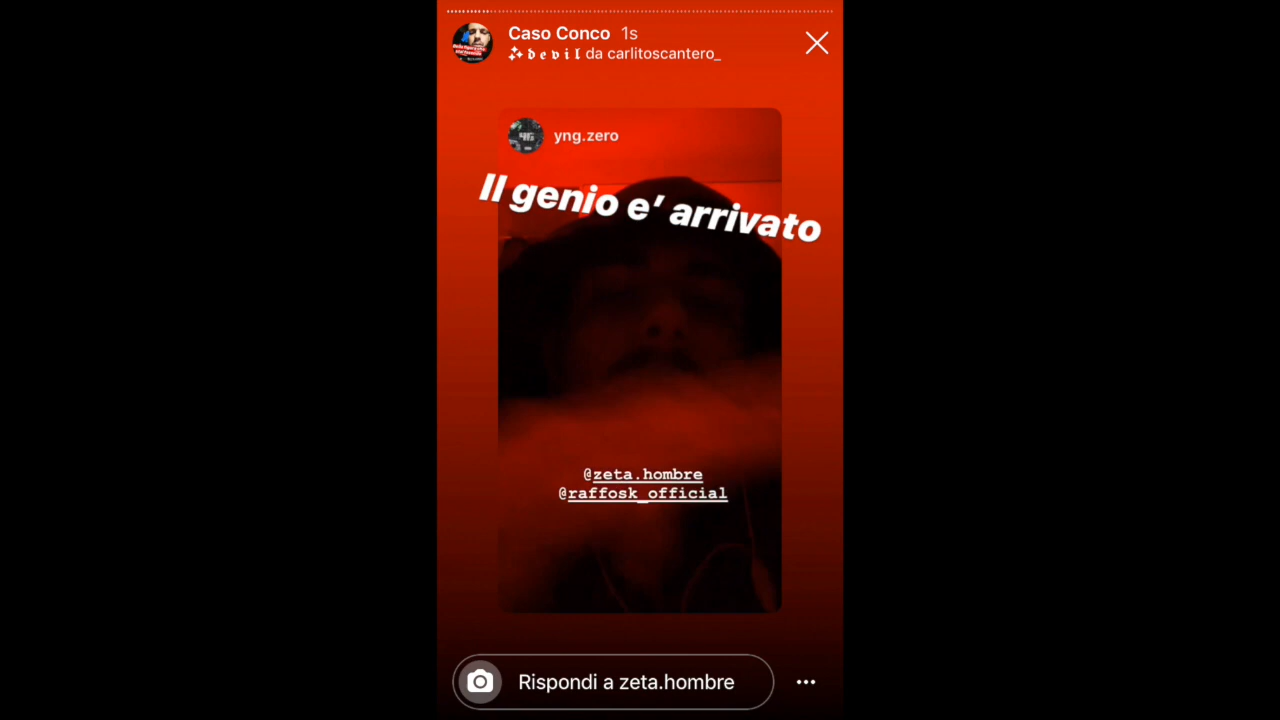 Caso Conco 1s
𝖉 𝖊 𝖛 𝖎 𝖑 da carlitoscantero_
yng.zero
Il genio e’ arrivato
@zeta.hombre
@raffosk_official
Rispondi a zeta.hombre